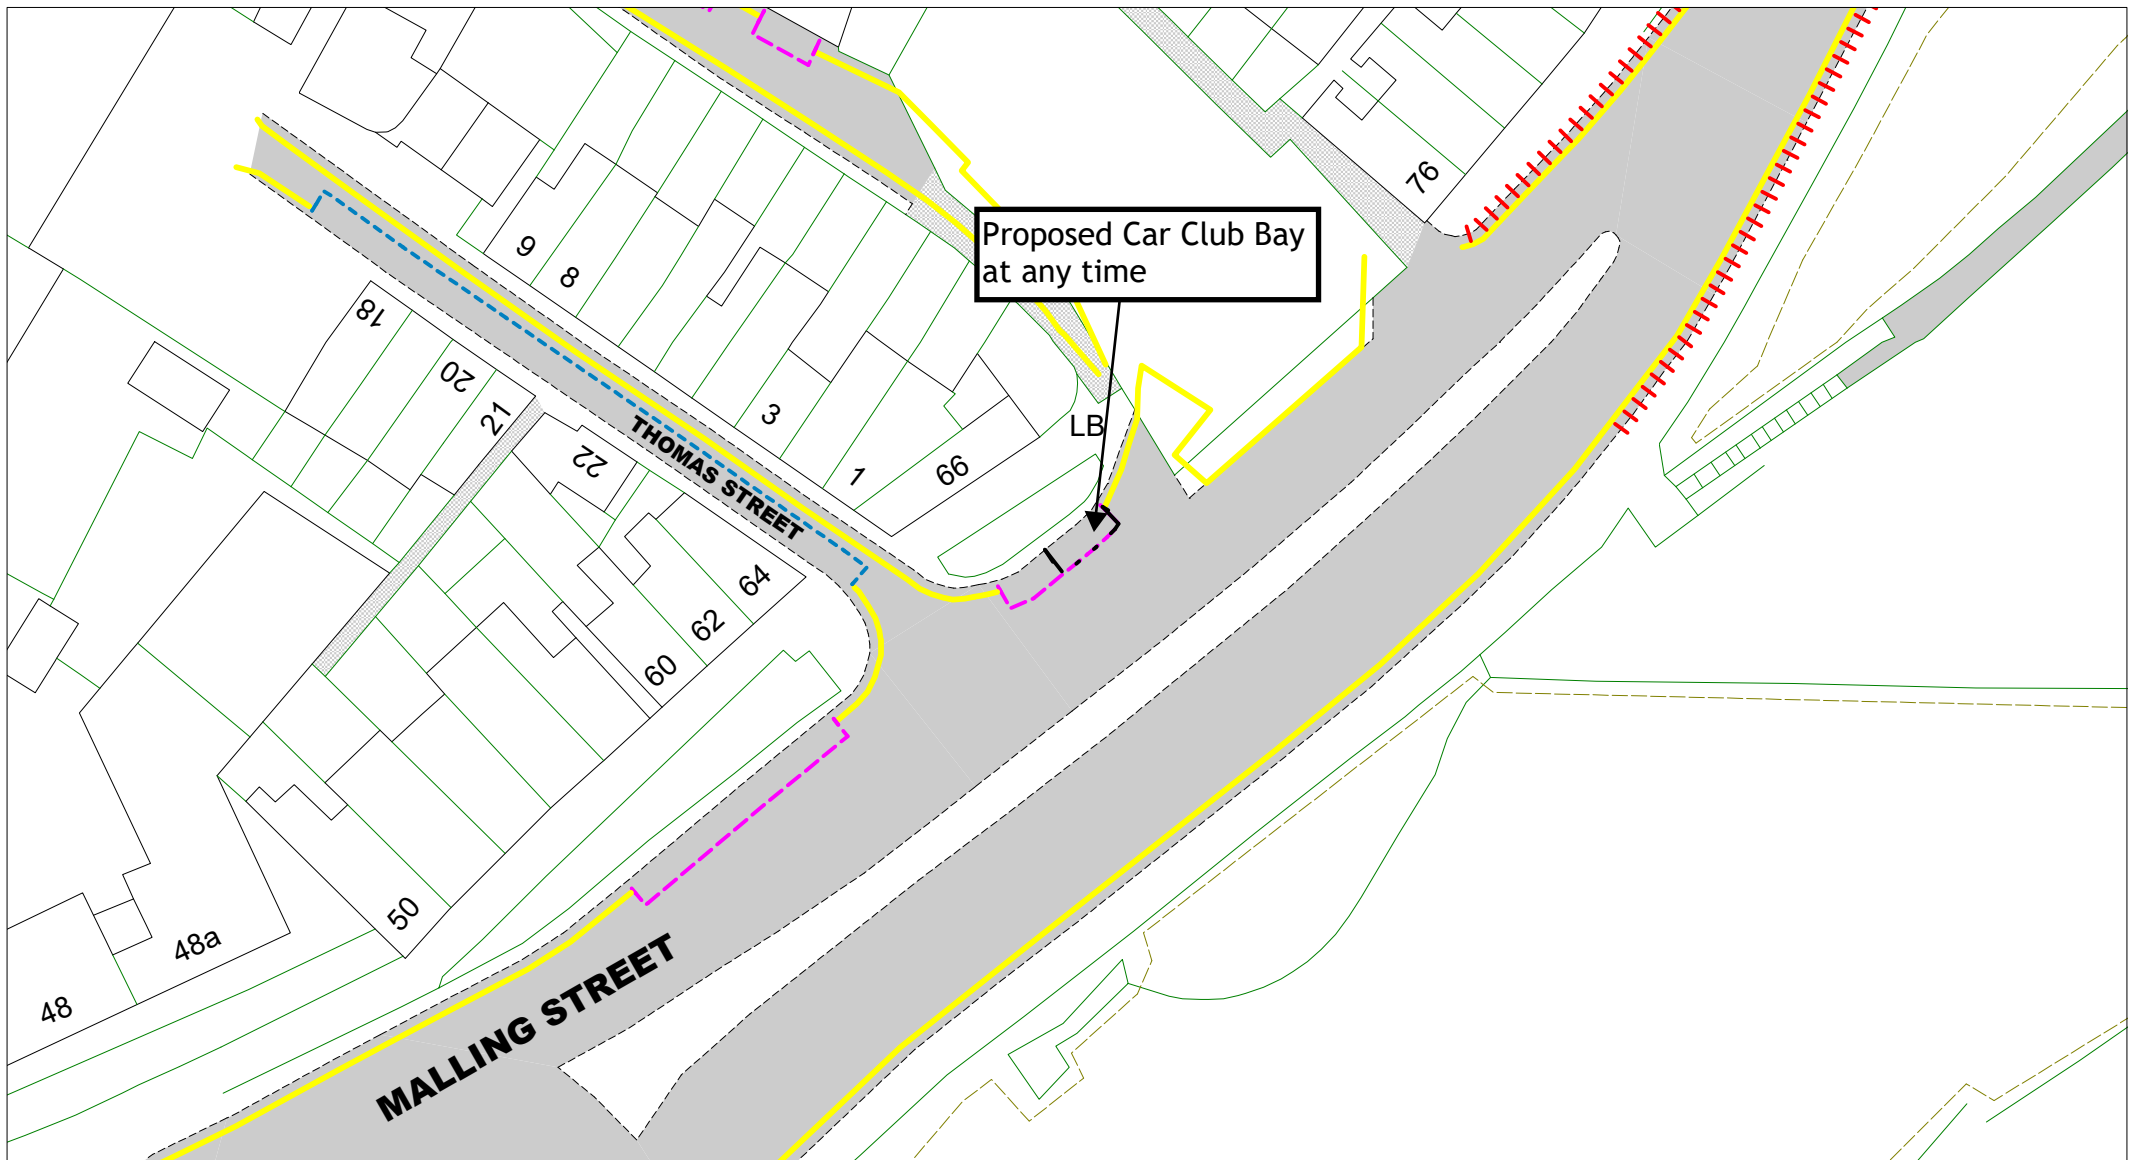 76
Proposed Car Club Bay
at any time
9
8
18
20
21
3
LB
THOMAS STREET
22
1
66
64
62
60
50
48a
MALLING STREET
48